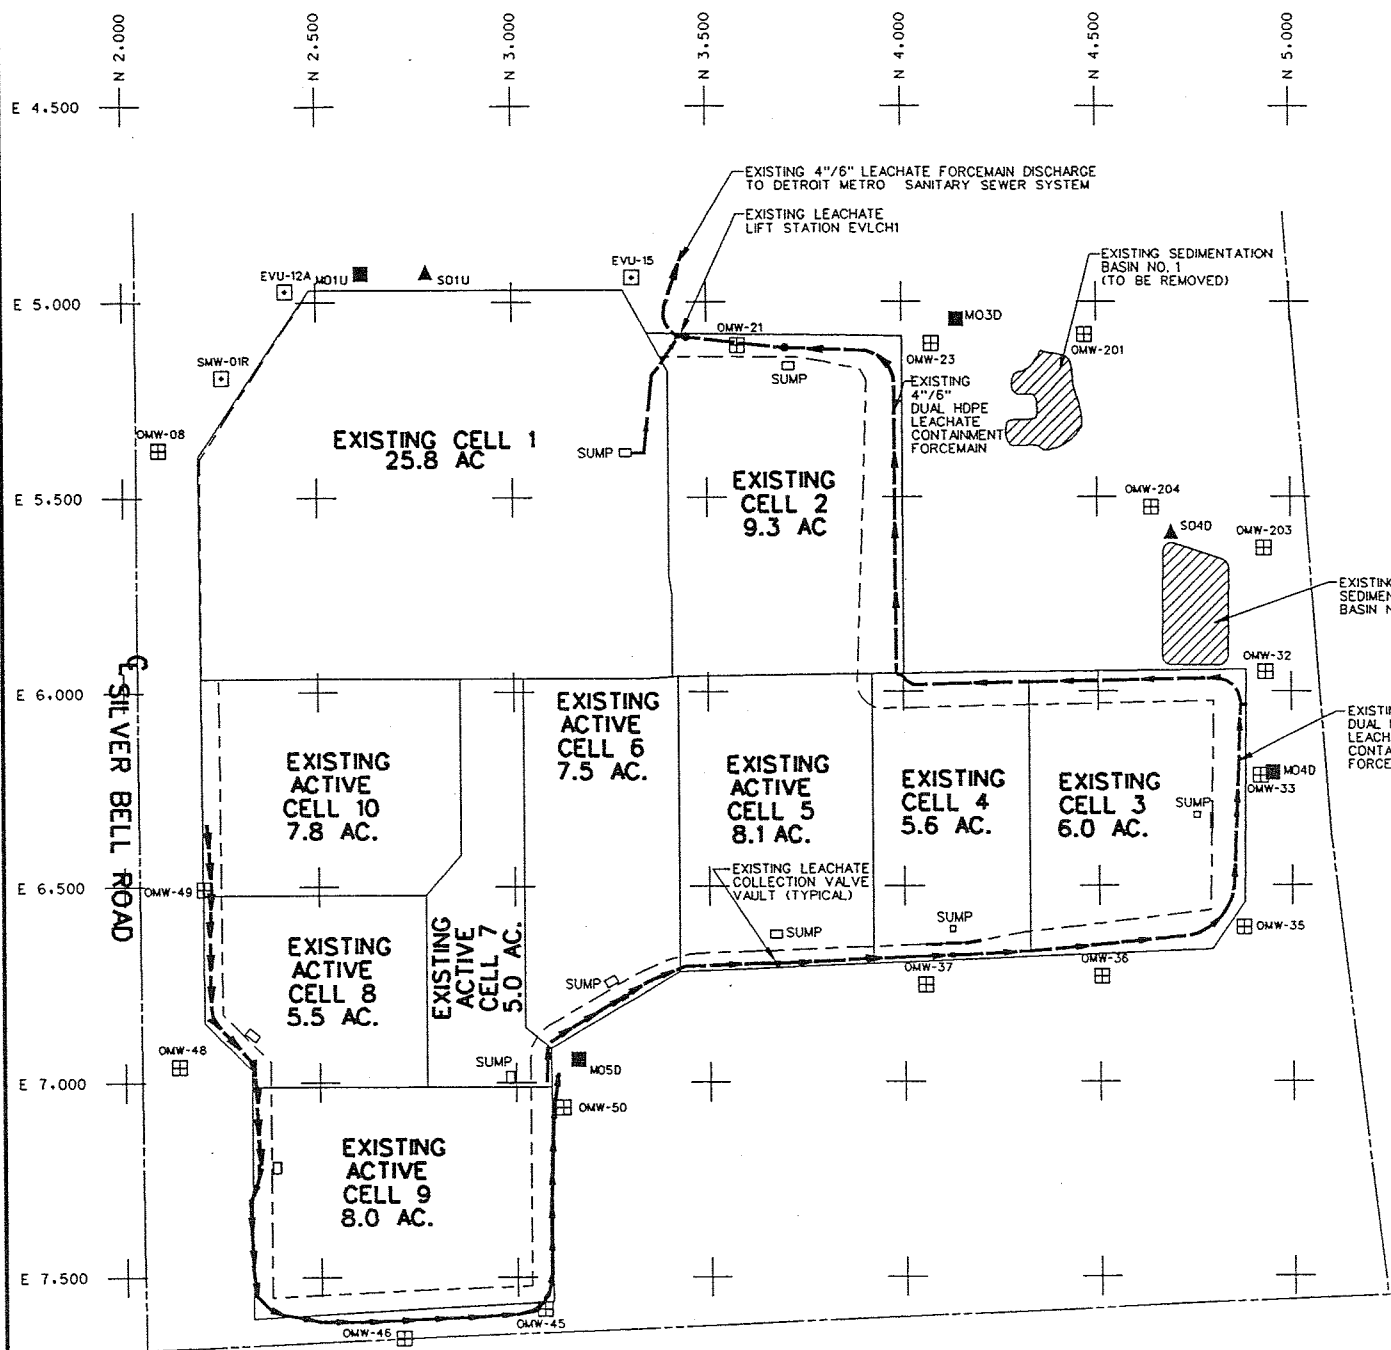 N 2.000
N 2.500
N 3.000
N 3.500
N 4.000
N 4.500
N 5.000
E 4.500
EXISTING 4"/6" LEACHATE FORCEMAIN DISCHARGE
TO DETROIT METRO SANITARY SEWER SYSTEM
EXISTING LEACHATE
LIFT STATION EVLCH1
EXISTING SEDIMENTATION
BASIN NO. 1
(TO BE REMOVED)
EVU-12A
M01U
S01U
EVU-15
E 5.000
OMW-21
M03D
OMW-23
OMW-201
SMW-01R
SUMP
EXISTING
4"/6"
DUAL HDPE
LEACHATE
CONTAINMENT
FORCEMAIN
OMW-08
EXISTING CELL 1
25.8 AC
SUMP
EXISTING
CELL 2
9.3 AC
E 5.500
OMW-204
S04D
OMW-203
EXISTING
SEDIMEN
BASIN N
OMW-32
E 6.000
CL SILVER BELL ROAD
EXISTING
ACTIVE
CELL 6
7.5 AC.
EXISTIN
DUAL
LEACH
CONTA
FORCE
EXISTING
ACTIVE
CELL 10
7.8 AC.
EXISTING
ACTIVE
CELL 5
8.1 AC.
EXISTING
CELL 4
5.6 AC.
EXISTING
CELL 3
6.0 AC.
SUMP
M04D
OMW-33
E 6.500
OMW-49
EXISTING LEACHATE
COLLECTION VALVE
VAULT (TYPICAL)
EXISTING
ACTIVE
CELL 8
5.5 AC.
EXISTING
ACTIVE
CELL 7
5.0 AC.
SUMP
SUMP
OMW-35
SUMP
OMW-37
OMW-36
OMW-48
SUMP
M05D
E 7.000
OMW-50
EXISTING
ACTIVE
CELL 9
8.0 AC.
E 7.500
OMW-46
OMW-45